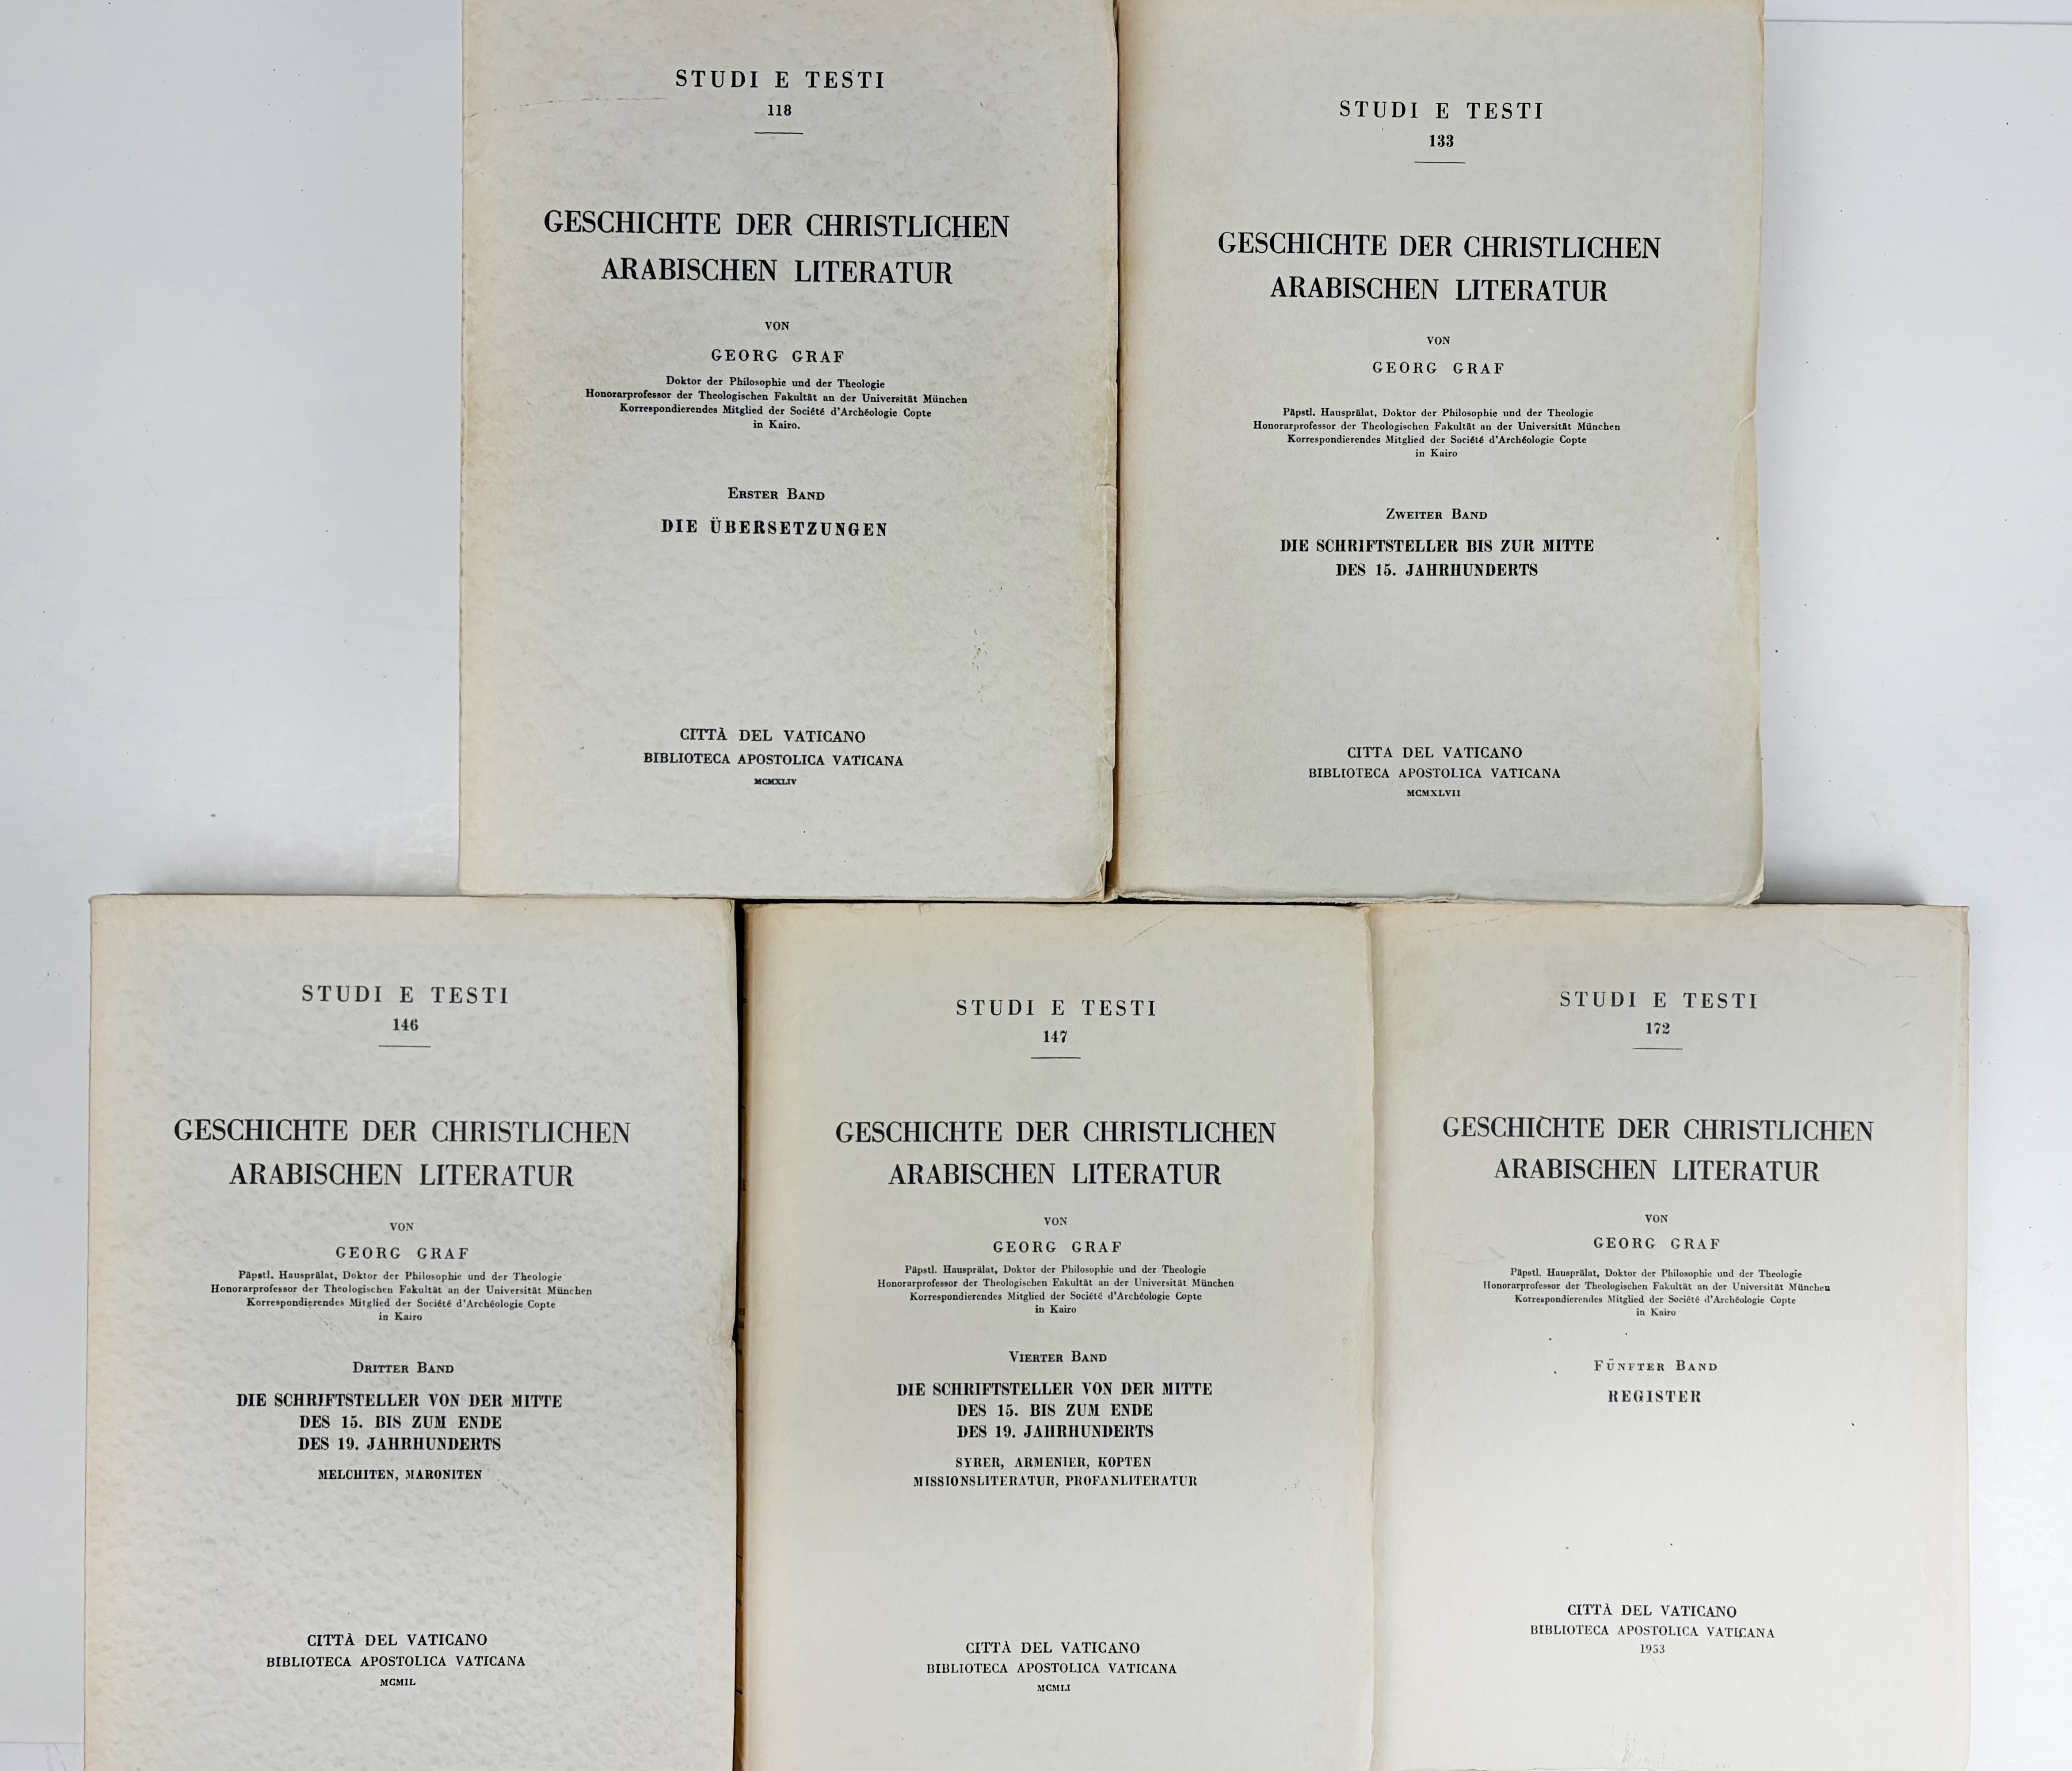 STUDI E TESTI
118
GESCHICHTE DER CHRISTLICHEN
ARABISCHEN LITERATUR
VON
GEORG GRAF
Doktor der Philosophie und der Theologie
Honorarprofessor der Theologischen Fakultät an der Universität München
Korrespondierendes Mitglied der Société d'Archéologie Copte
in Kairo.
ERSTER BAND
DIE ÜBERSETZUNGEN
CITTÀ DEL VATICANO
BIBLIOTECA APOSTOLICA VATICANA
MCMXLIV
STUDI E TESTI
133
GESCHICHTE DER CHRISTLICHEN
ARABISCHEN LITERATUR
VON
GEORG GRAF
Päpstl. Hausprälat, Doktor der Philosophie und der Theologie
Honorarprofessor der Theologischen Fakultät an der Universität München
Korrespondierendes Mitglied der Société d'Archéologie Copte
in Kairo
ZWEITER BAND
DIE SCHRIFTSTELLER BIS ZUR MITTE
DES 15. JAHRHUNDERTS
CITTA DEL VATICANO
BIBLIOTECA APOSTOLICA VATICANA
MCMXLVII
STUDI E TESTI
146
GESCHICHTE DER CHRISTLICHEN
ARABISCHEN LITERATUR
VON
GEORG GRAF
Päpstl. Hausprälat, Doktor der Philosophie und der Theologie
Honorarprofessor der Theologischen Fakultät an der Universität München
Korrespondierendes Mitglied der Société d'Archéologie Copte
in Kairo
DRITTER BAND
DIE SCHRIFTSTELLER VON DER MITTE
DES 15. BIS ZUM ENDE
DES 19. JAHRHUNDERTS
MELCHITEN, MARONITEN
CITTÀ DEL VATICANO
BIBLIOTECA APOSTOLICA VATICANA
MCMIL
STUDI E TESTI
147
GESCHICHTE DER CHRISTLICHEN
ARABISCHEN LITERATUR
VON
GEORG GRAF
Päpstl. Hausprälat, Doktor der Philosophie und der Theologie
Honorarprofessor der Theologischen Fakultät an der Universität München
Korrespondierendes Mitglied der Société d'Archéologie Copte
in Kairo
VIERTER BAND
DIE SCHRIFTSTELLER VON DER MITTE
DES 15. BIS ZUM ENDE
DES 19. JAHRHUNDERTS
SYRER, ARMENIER, KOPTEN
MISSIONSLITERATUR, PROFANLITERATUR
CITTÀ DEL VATICANO
BIBLIOTECA APOSTOLICA VATICANA
MCMLI
STUDI E TESTI
172
GESCHICHTE DER CHRISTLICHEN
ARABISCHEN LITERATUR
VON
GEORG GRAF
Päpstl. Hausprälat, Doktor der Philosophie und der Theologie
Honorarprofessor der Theologischen Fakultät an der Universität München
Korrespondierendes Mitglied der Société d'Archéologie Copte
in Kairo
FÜNFTER BAND
REGISTER
CITTÀ DEL VATICANO
BIBLIOTECA APOSTOLICA VATICANA
1953